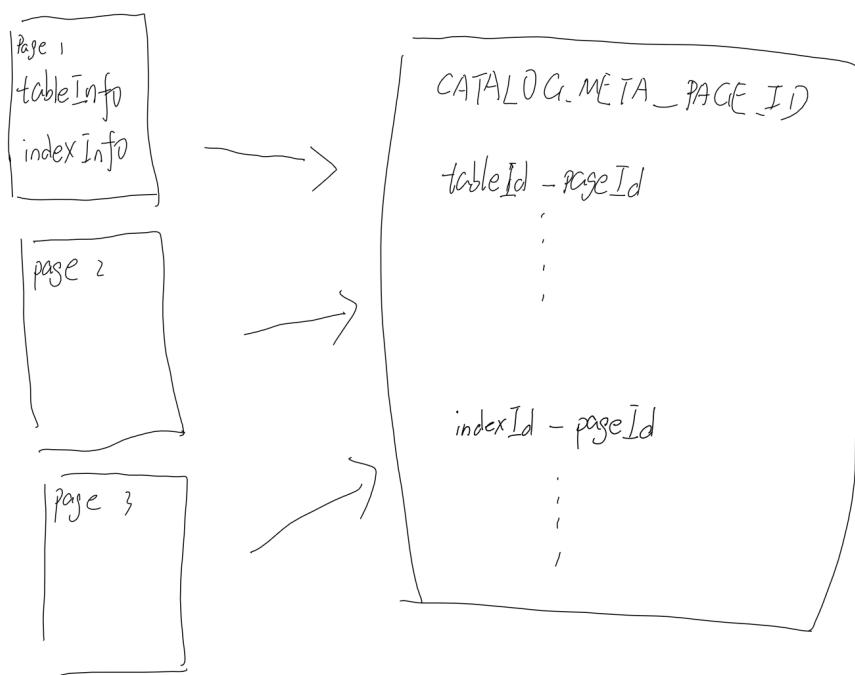 Page 1
tableInfo
indexInfo
page 2
page 3
CATALOG_META_PAGE_ID
tableId - pageId
indexId - pageId